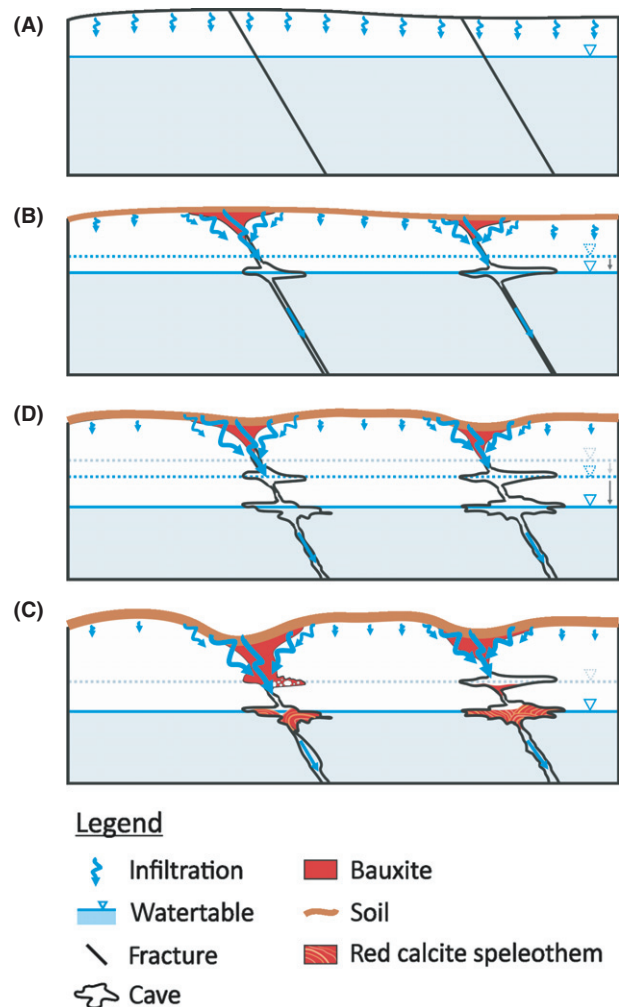 (A)
(B)
(D)
(C)
Legend
Infiltration
Bauxite
Watertable
Soil
Fracture
Red calcite speleothem
Cave